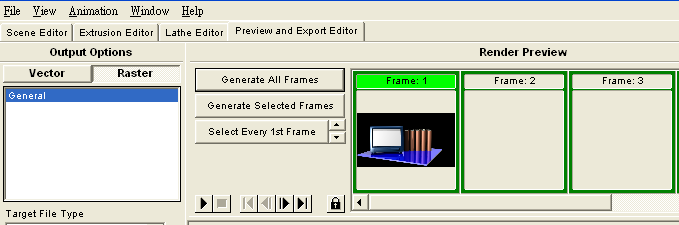 File View Animation Window Help
Scene Editor Extrusion Editor Lathe Editor Preview and Export Editor
Output Options Render Preview
Vector Raster
General
Generate All Frames
Generate Selected Frames
Select Every 1st Frame
Frame: 1 Frame: 2 Frame: 3
Target File Type